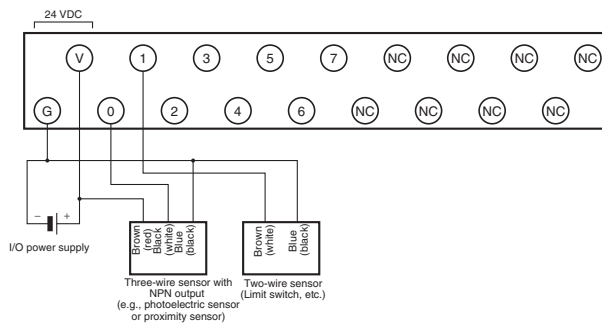 24 VDC
V 1 3 5 7 NC NC NC NC
G 0 2 4 6 NC NC NC NC
− +
I/O power supply
Brown
(red)
Black
(white)
Blue
(black)
Brown
(white)
Blue
(black)
Three-wire sensor with
NPN output
(e.g., photoelectric sensor
or proximity sensor)
Two-wire sensor
(Limit switch, etc.)